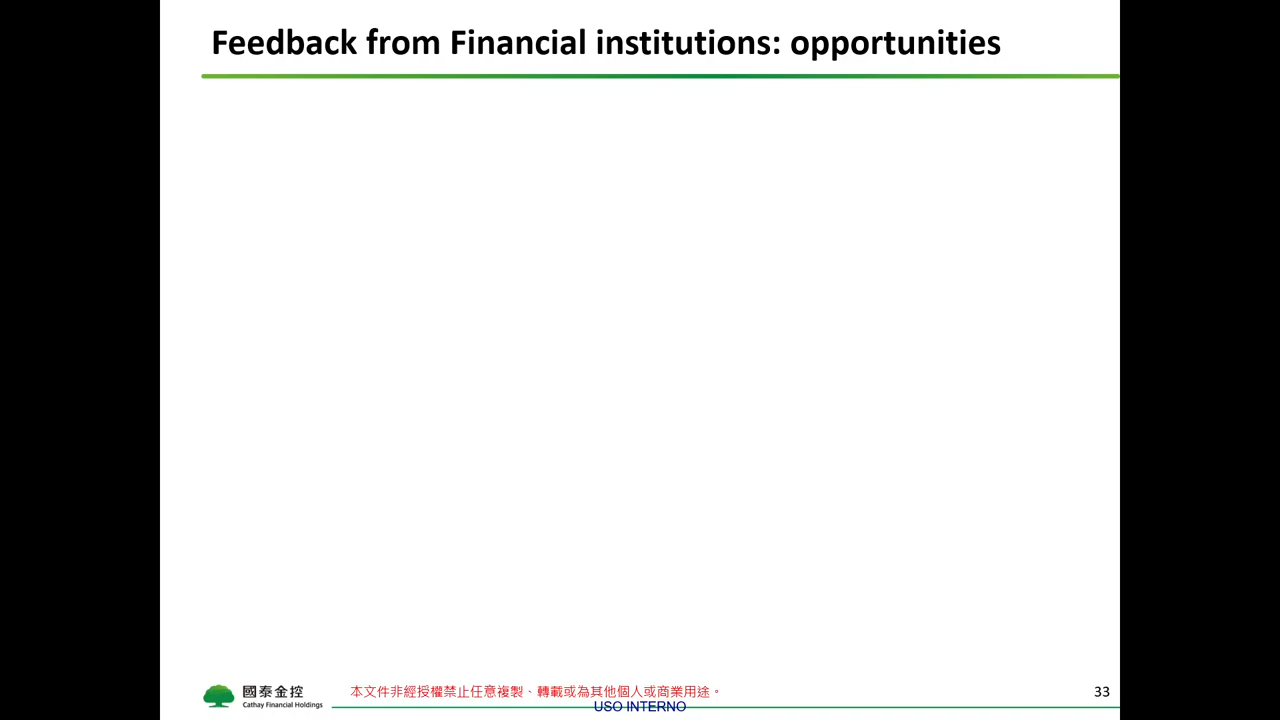 Feedback from Financial institutions: opportunities
國泰金控
Cathay Financial Holdings
本文件非經授權禁止任意複製、轉載或為其他個人或商業用途。
USO INTERNO
33